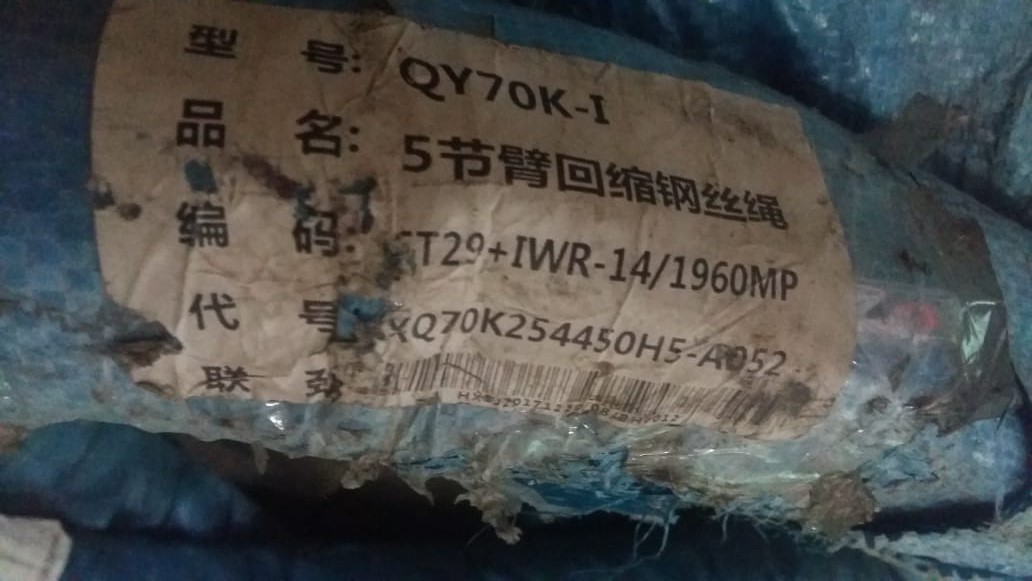 型 号: QY70K-I
品 名: 5节臂回缩钢丝绳
编 码: T29+IWR-14/1960MP
代 号 XQ70K254450H5-A052
联